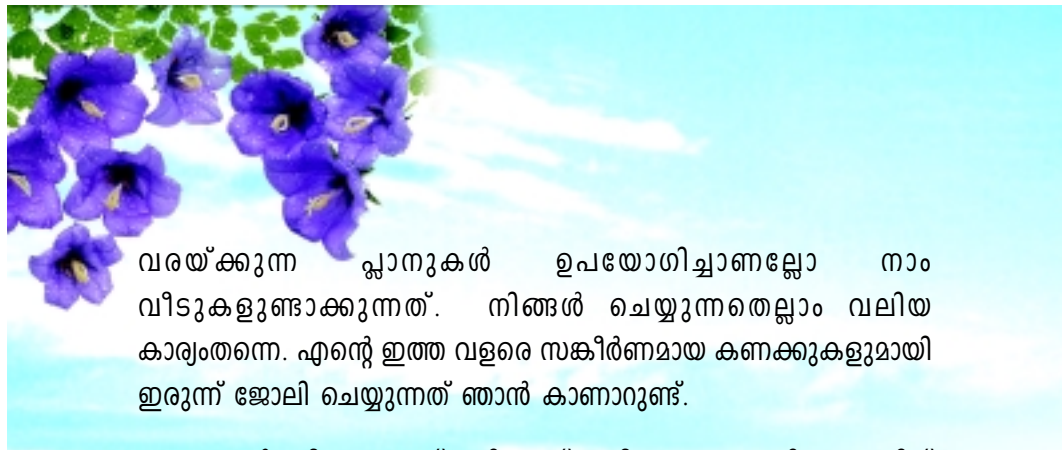 വരയ്ക്കുന്ന പ്ലാനുകൾ ഉപയോഗിച്ചാണല്ലോ നാം
വീടുകളുണ്ടാക്കുന്നത്. നിങ്ങൾ ചെയ്യുന്നതെല്ലാം വലിയ
കാര്യംതന്നെ. എന്റെ ഇത്ത വളരെ സങ്കീർണമായ കണക്കുകളുമായി
ഇരുന്ന് ജോലി ചെയ്യുന്നത് ഞാൻ കാണാറുണ്ട്.